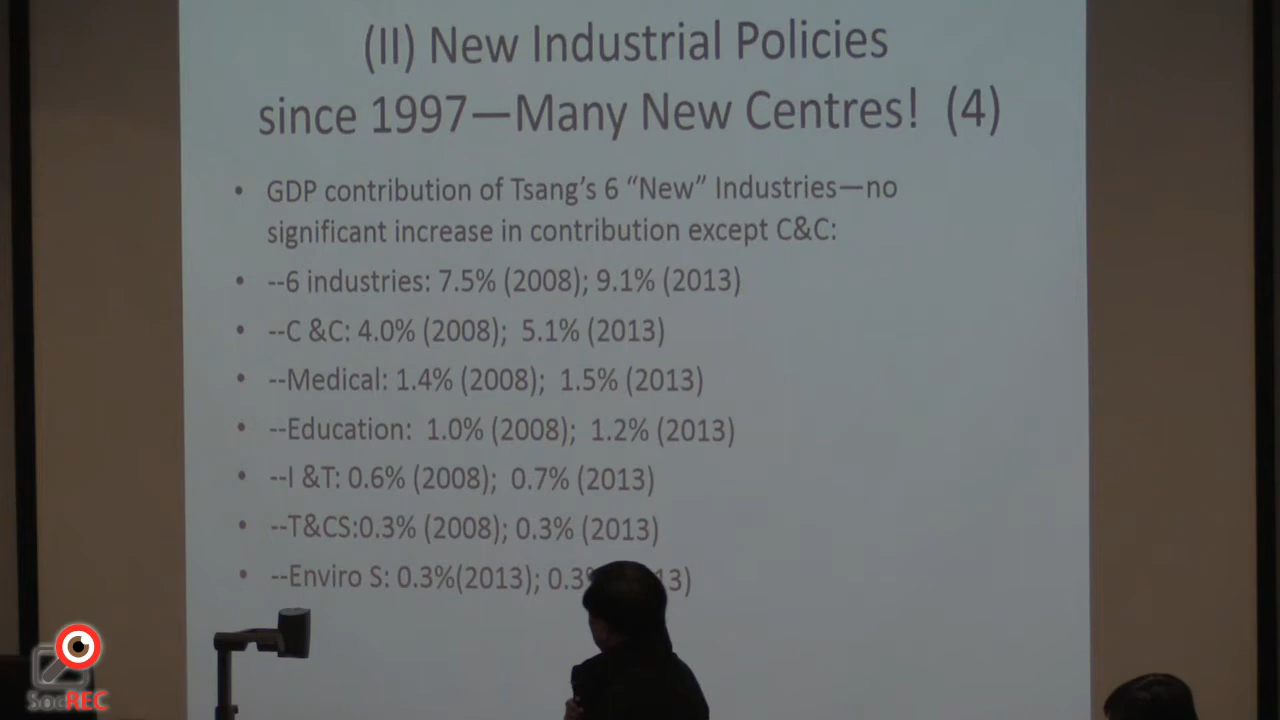 (II) New Industrial Policies
since 1997—Many New Centres! (4)
• GDP contribution of Tsang's 6 “New” Industries—no
significant increase in contribution except C&C:
• --6 industries: 7.5% (2008); 9.1% (2013)
• --C &C: 4.0% (2008); 5.1% (2013)
• --Medical: 1.4% (2008); 1.5% (2013)
• --Education: 1.0% (2008); 1.2% (2013)
• --I &T: 0.6% (2008); 0.7% (2013)
• --T&CS:0.3% (2008); 0.3% (2013)
• --Enviro S: 0.3%(2013); 0.3 13)
SocREC